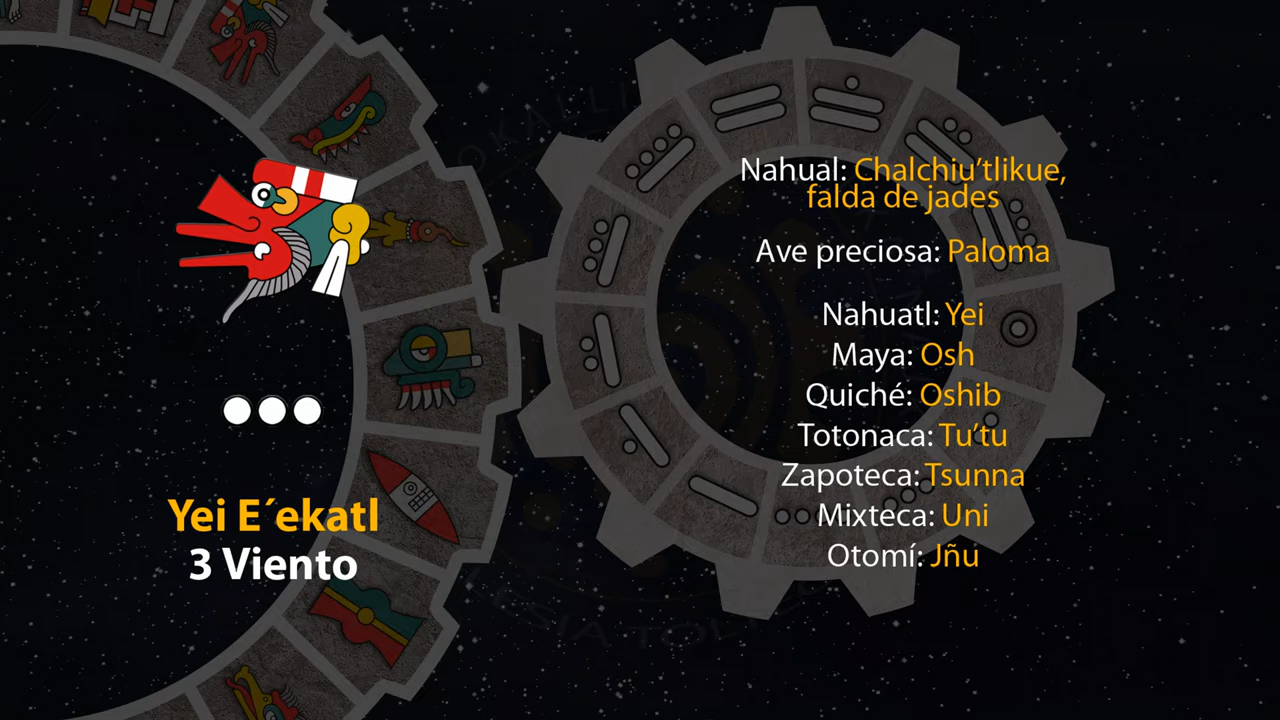 Yei E´ekatl
3 Viento
Nahual: Chalchiu’tlikue,
falda de jades
Ave preciosa: Paloma
Nahuatl: Yei
Maya: Osh
Quiché: Oshib
Totonaca: Tu’tu
Zapoteca: Tsunna
Mixteca: Uni
Otomí: Jñu